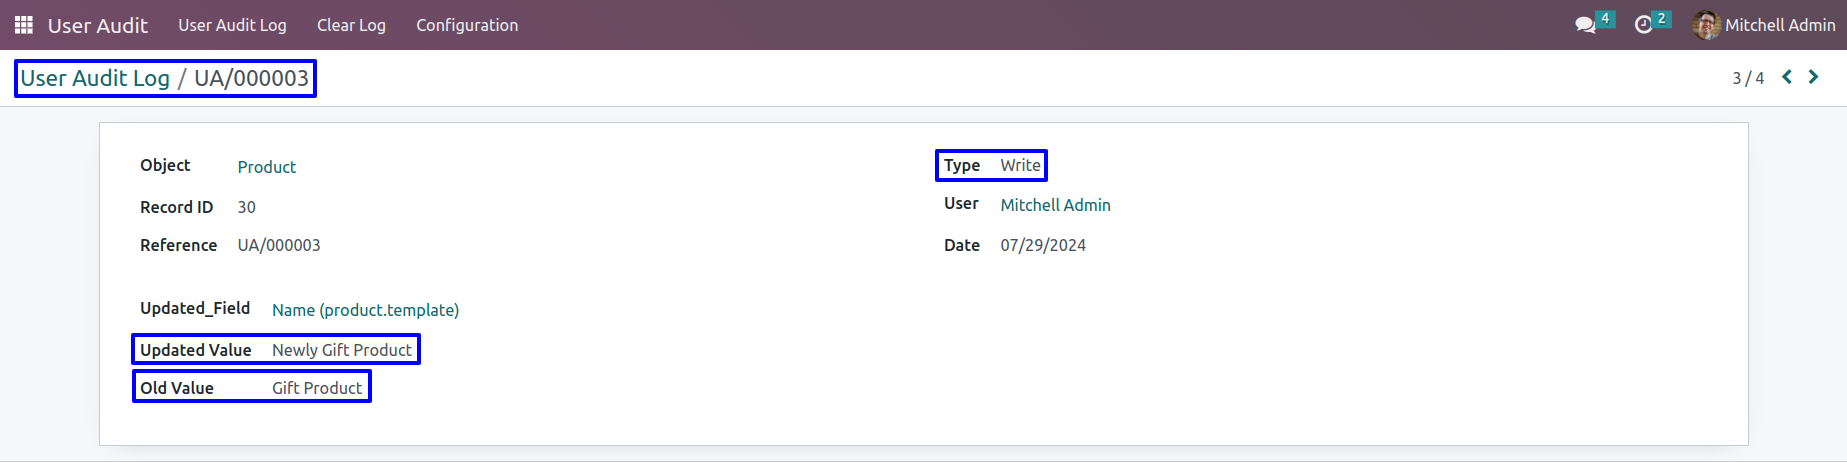 User Audit User Audit Log Clear Log Configuration 4 2 Mitchell Admin
User Audit Log / UA/000003 3 / 4
Object Product Type Write
Record ID 30 User Mitchell Admin
Reference UA/000003 Date 07/29/2024
Updated_Field Name (product.template)
Updated Value Newly Gift Product
Old Value Gift Product